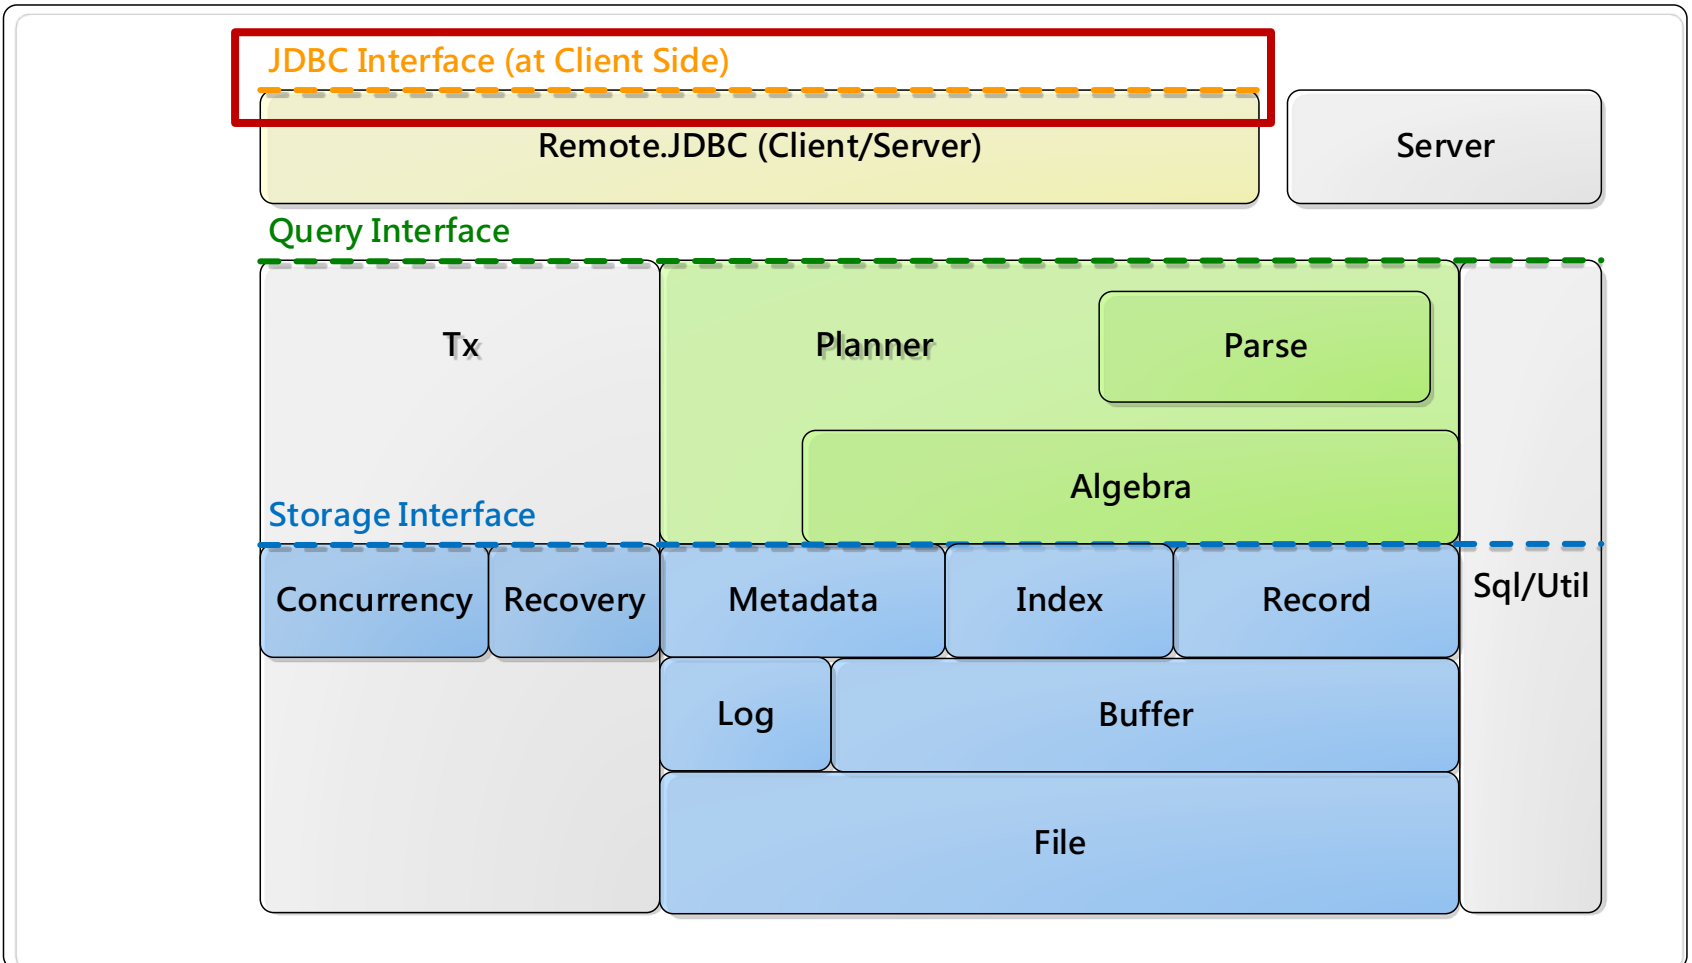 JDBC Interface (at Client Side)
Remote.JDBC (Client/Server)
Server
Query Interface
Tx
Planner
Parse
Algebra
Storage Interface
Concurrency
Recovery
Metadata
Index
Record
Sql/Util
Log
Buffer
File